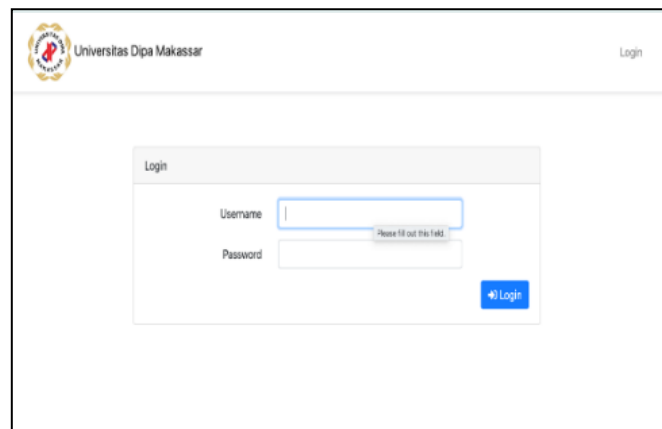 Universitas Dipa Makassar
Login
Login
Username
Please fill out this field.
Password
Login